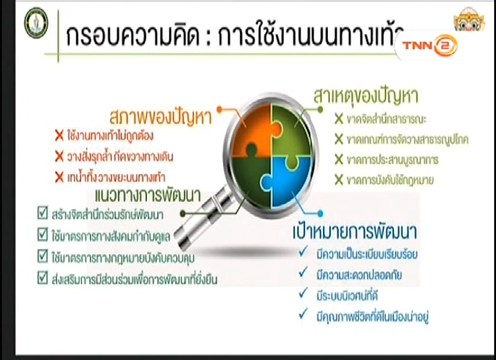 กรอบความคิด : การใช้งานบนทางเท้า
TNN 2
สภาพของปัญหา
✗ ใช้งานทางเท้าไม่ถูกต้อง
✗ วางสิ่งรุกล้ำ กีดขวางทางเดิน
✗ เทน้ำทิ้ง วางขยะบนทางเท้า
สาเหตุของปัญหา
✗ ขาดจิตสำนึกสาธารณะ
✗ ขาดเกณฑ์การจัดวางสาธารณูปโภค
✗ ขาดการประสานบูรณาการ
✗ ขาดการบังคับใช้กฎหมาย
แนวทางการพัฒนา
☑ สร้างจิตสำนึกร่วมรักษ์พัฒนา
☑ ใช้มาตรการทางสังคมกำกับดูแล
☑ ใช้มาตรการทางกฎหมายบังคับควบคุม
☑ ส่งเสริมการมีส่วนร่วมเพื่อการพัฒนาที่ยั่งยืน
เป้าหมายการพัฒนา
✓ มีความเป็นระเบียบเรียบร้อย
✓ มีความสะดวกปลอดภัย
✓ มีระบบนิเวศน์ที่ดี
✓ มีคุณภาพชีวิตที่ดีในเมืองน่าอยู่